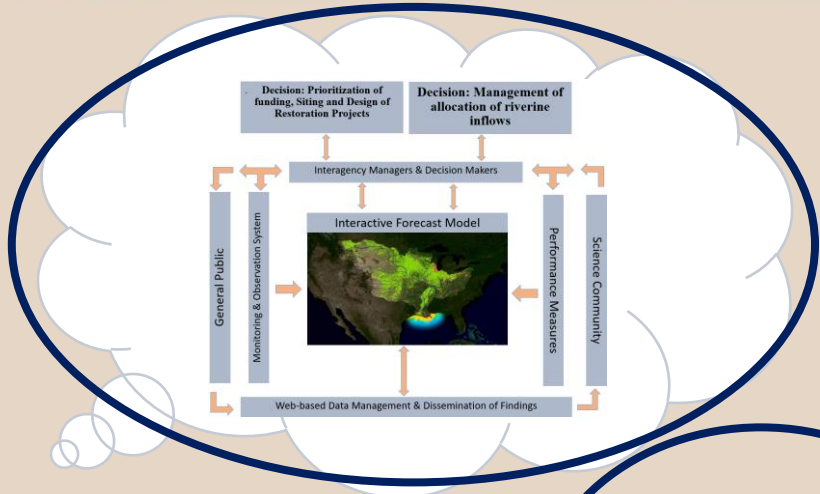 Decision: Prioritization of
funding, Siting and Design of
Restoration Projects
Decision: Management of
allocation of riverine
inflows
Interagency Managers & Decision Makers
General Public
Monitoring & Observation System
Interactive Forecast Model
Performance Measures
Science Community
Web-based Data Management & Dissemination of Findings